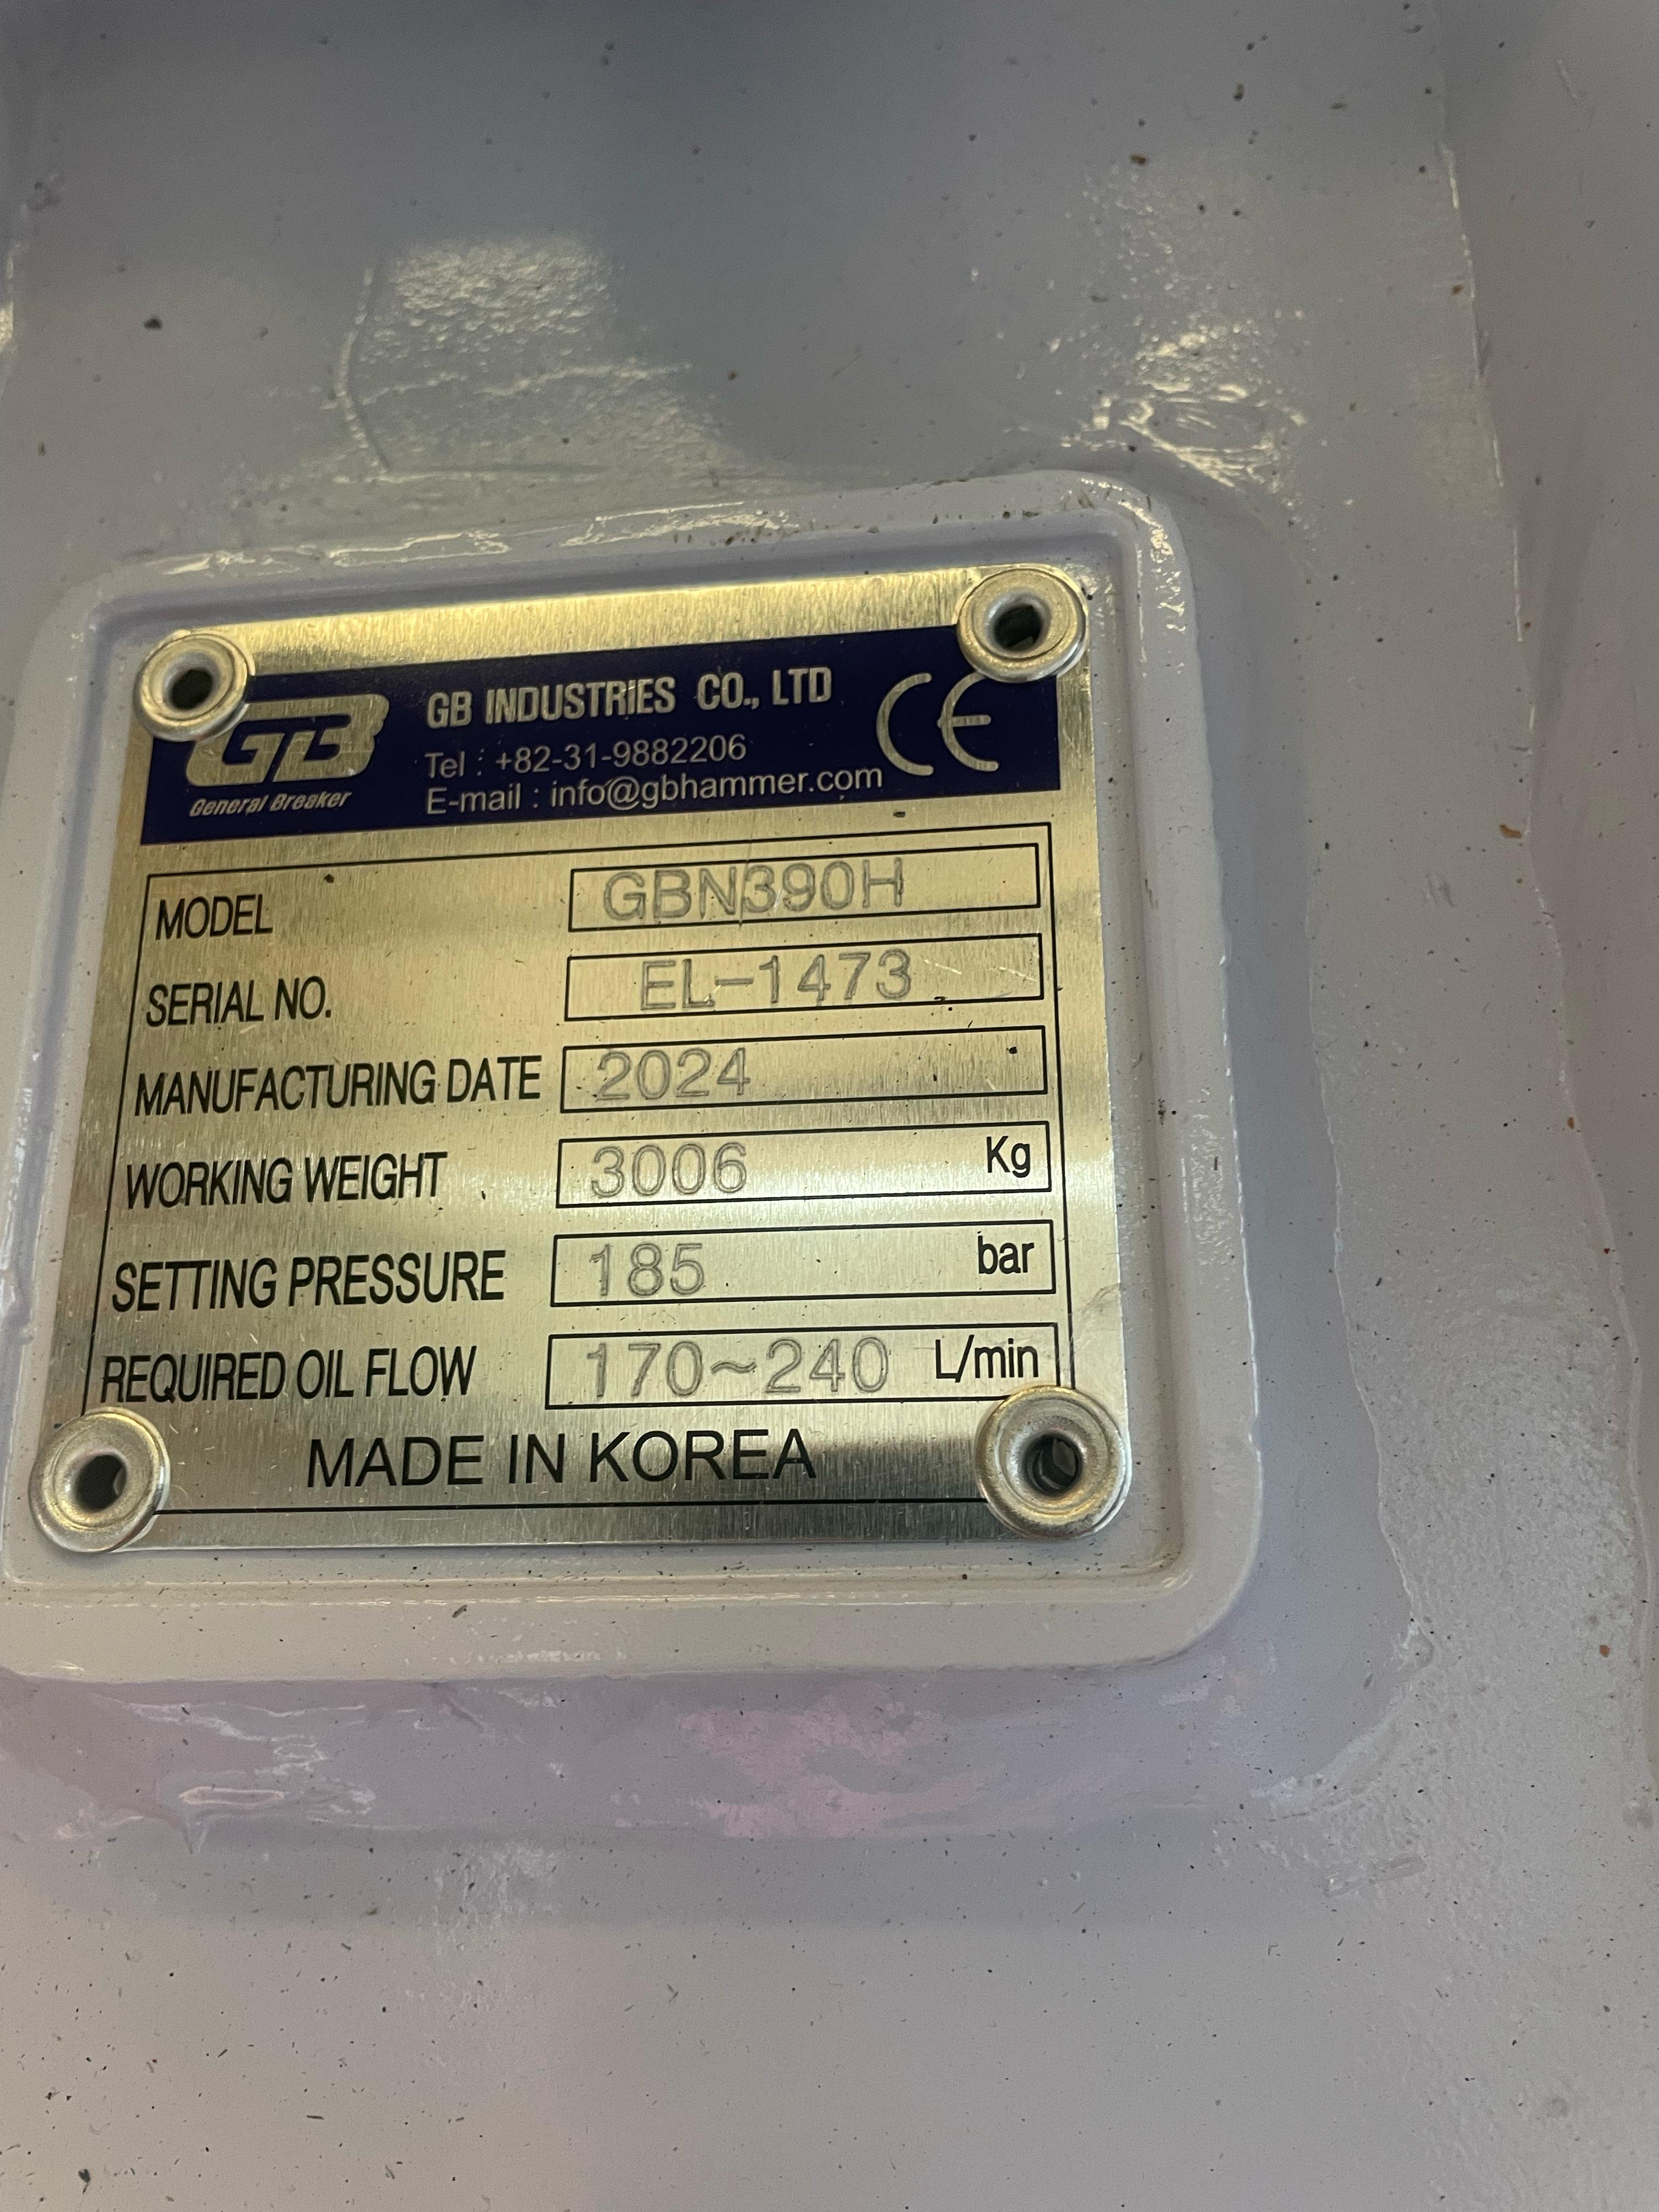 GB
General Breaker
GB INDUSTRIES CO., LTD
Tel : +82-31-9882206
E-mail : info@gbhammer.com
CE
MODEL GBN390H
SERIAL NO. EL-1473
MANUFACTURING DATE 2024
WORKING WEIGHT 3006 Kg
SETTING PRESSURE 185 bar
REQUIRED OIL FLOW 170~240 L/min
MADE IN KOREA